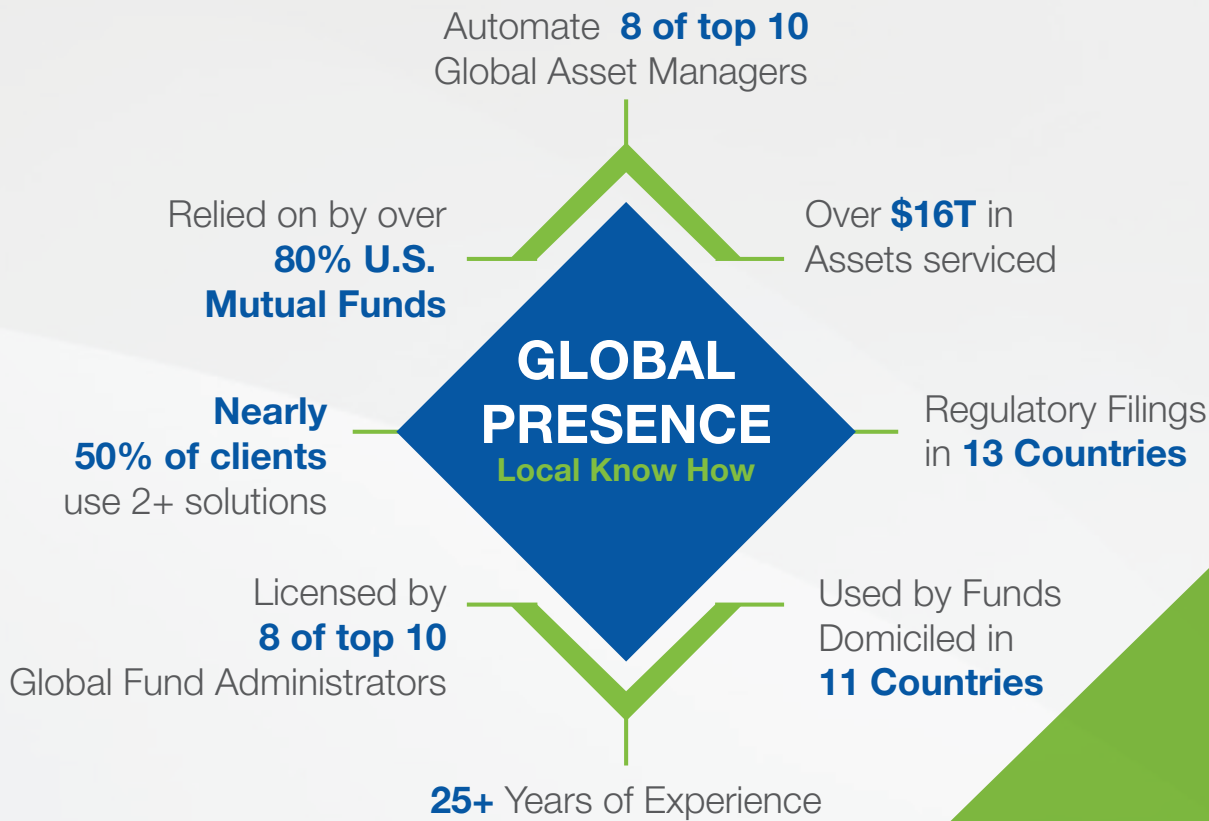 Automate 8 of top 10
Global Asset Managers
Relied on by over
80% U.S.
Mutual Funds
Over $16T in
Assets serviced
GLOBAL
PRESENCE
Local Know How
Nearly
50% of clients
use 2+ solutions
Regulatory Filings
in 13 Countries
Licensed by
8 of top 10
Global Fund Administrators
Used by Funds
Domiciled in
11 Countries
25+ Years of Experience